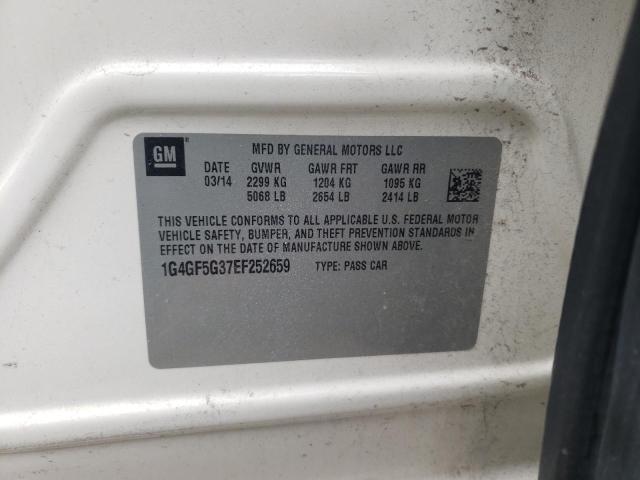 GM
MFD BY GENERAL MOTORS LLC
DATE GVWR GAWR FRT GAWR RR
03/14 2299 KG 1204 KG 1095 KG
5068 LB 2654 LB 2414 LB
THIS VEHICLE CONFORMS TO ALL APPLICABLE U.S. FEDERAL MOTOR
VEHICLE SAFETY, BUMPER, AND THEFT PREVENTION STANDARDS IN
EFFECT ON THE DATE OF MANUFACTURE SHOWN ABOVE.
1G4GF5G37EF252659 TYPE: PASS CAR